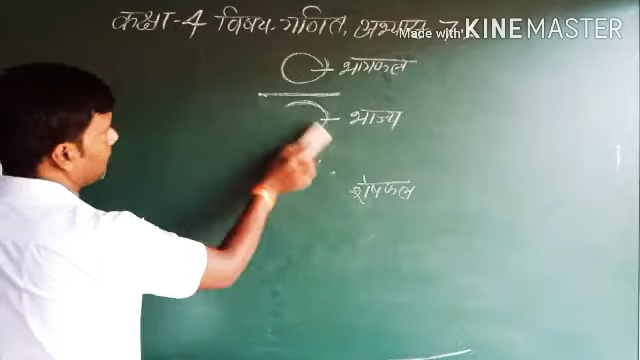 कक्षा-4 विषय-गणित, अभ्यास
Made with KINEMASTER
भागफल
भाज्य
शेषफल